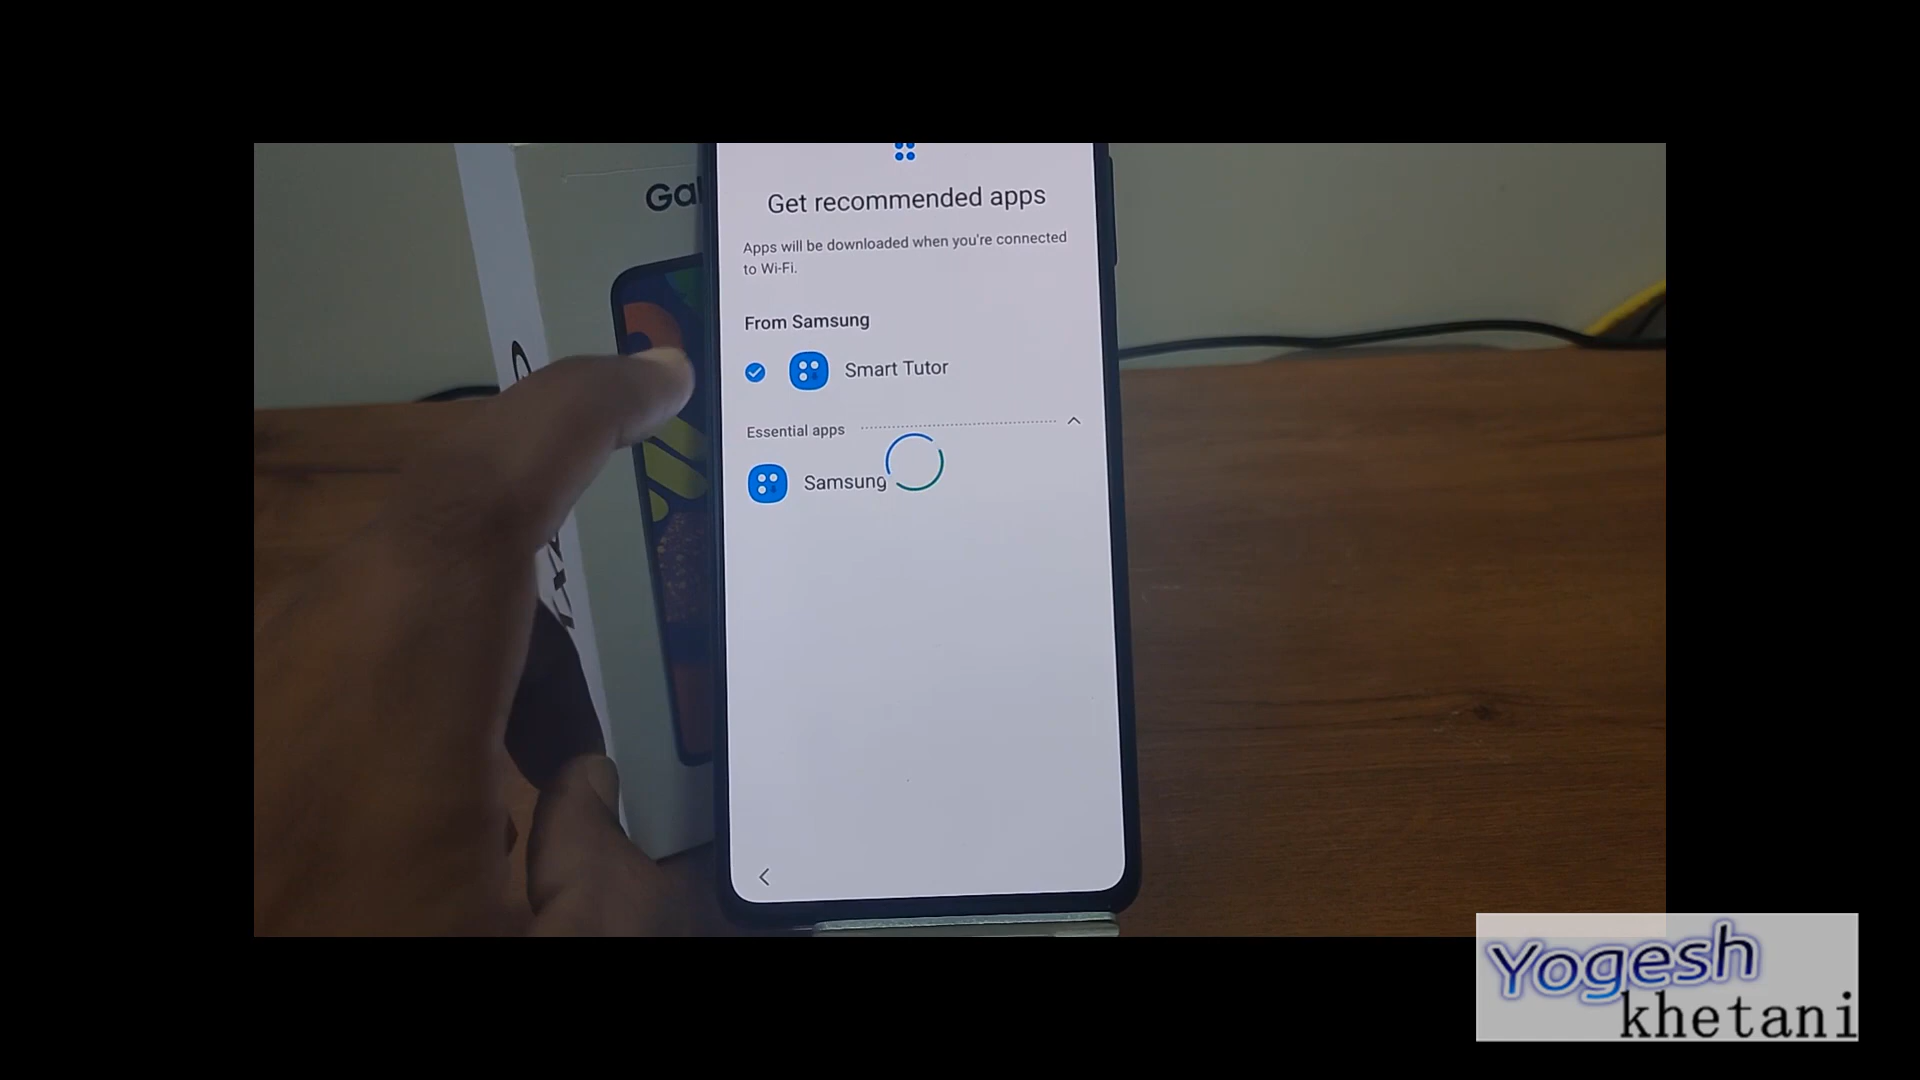 Gal
Get recommended apps
Apps will be downloaded when you're connected
to Wi-Fi.
From Samsung
Smart Tutor
Essential apps
Samsung
Yogesh
khetani